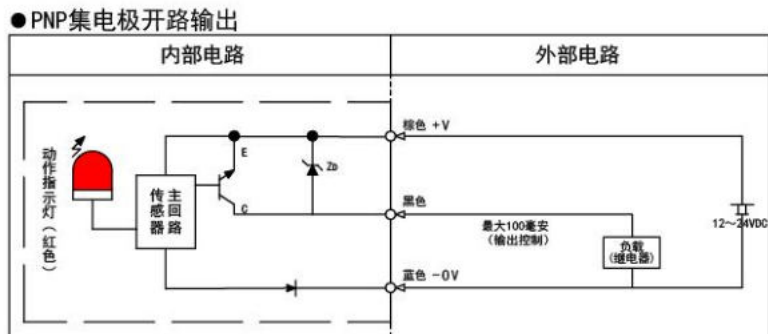 ●PNP集电极开路输出
内部电路
外部电路
棕色 +V
E
ZD
动作指示灯(红色)
传感器
主回路
C
黑色
最大100毫安
(输出控制)
12~24VDC
负载
(继电器)
蓝色 -0V